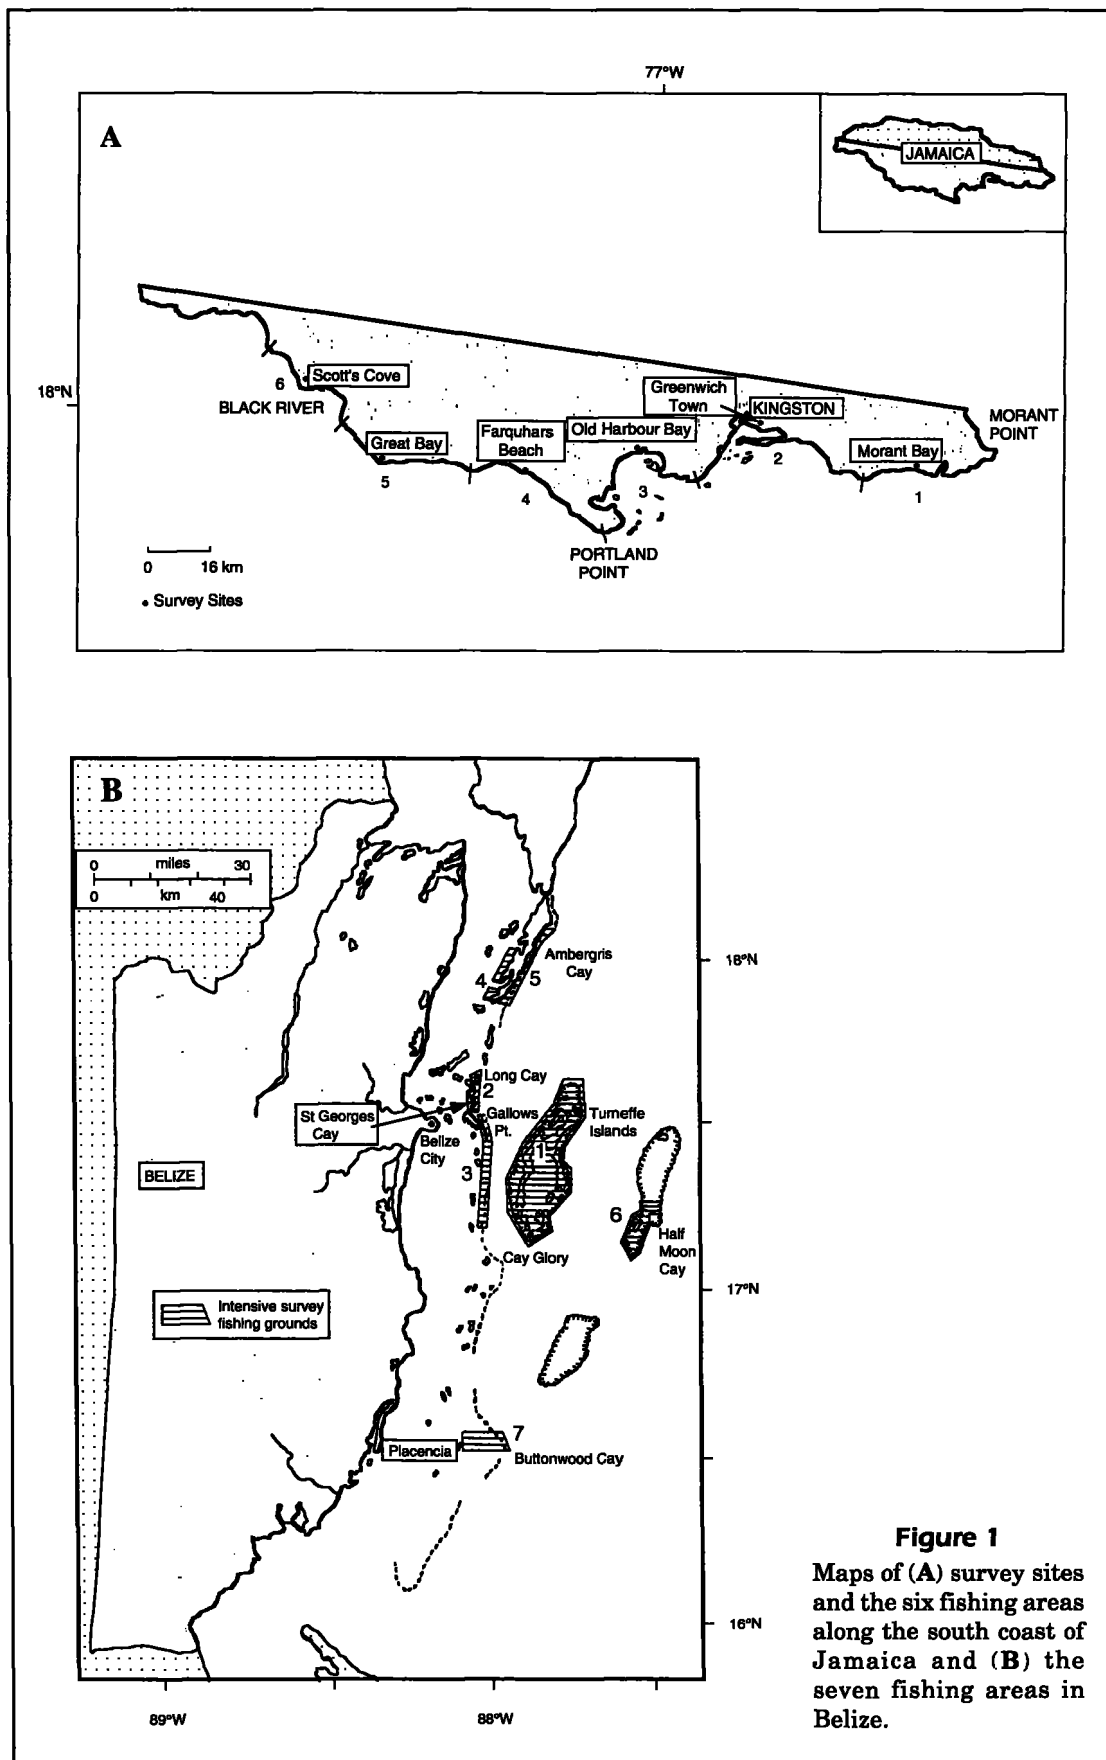 77°W
A
JAMAICA
18°N
6
Scott's Cove
BLACK RIVER
Greenwich
Town
KINGSTON
MORANT
POINT
Great Bay
Farquhars
Beach
Old Harbour Bay
2
Morant Bay
5
4
3
1
PORTLAND
POINT
0 16 km
• Survey Sites
B
0 miles 30
km
0 40
Ambergris
Cay
4
5
18°N
Long Cay
2
St Georges
Cay
Gallows
Pt.
Turneffe
Islands
Belize
City
1
BELIZE
3
6
Half
Moon
Cay
Cay Glory
17°N
Intensive survey
fishing grounds
7
Placencia
Buttonwood Cay
16°N
89°W
88°W
Figure 1
Maps of (A) survey sites
and the six fishing areas
along the south coast of
Jamaica and (B) the
seven fishing areas in
Belize.